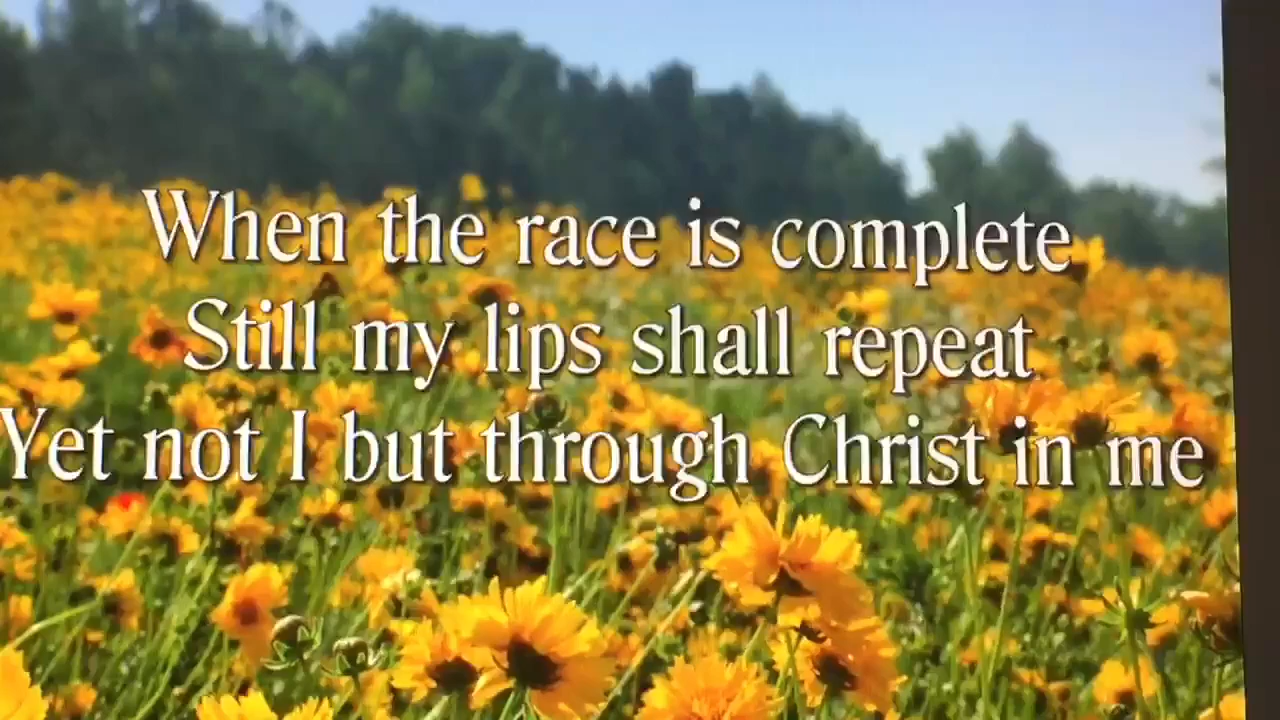 When the race is complete
Still my lips shall repeat
Yet not I but through Christ in me